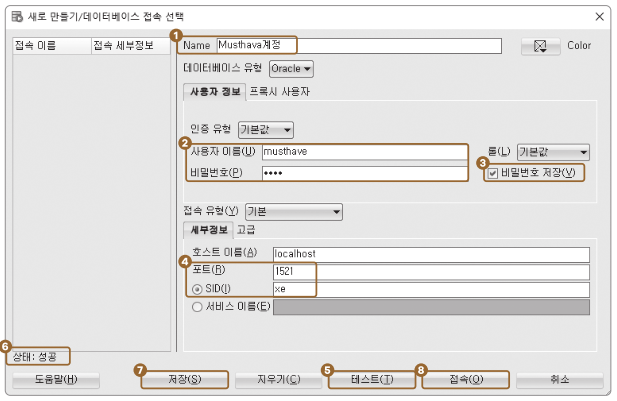 새로 만들기/데이터베이스 접속 선택
접속 이름 접속 세부정보
1 Name Musthava계정 Color
데이터베이스 유형 Oracle
사용자 정보 프록시 사용자
인증 유형 기본값
2 사용자 이름(U) musthave 롤(L) 기본값
비밀번호(P) •••• 3 비밀번호 저장(V)
접속 유형(Y) 기본
세부정보 고급
호스트 이름(A) localhost
4 포트(R) 1521
SID(I) xe
서비스 이름(E)
6 상태: 성공
도움말(H) 7 저장(S) 지우기(C) 5 테스트(T) 8 접속(O) 취소